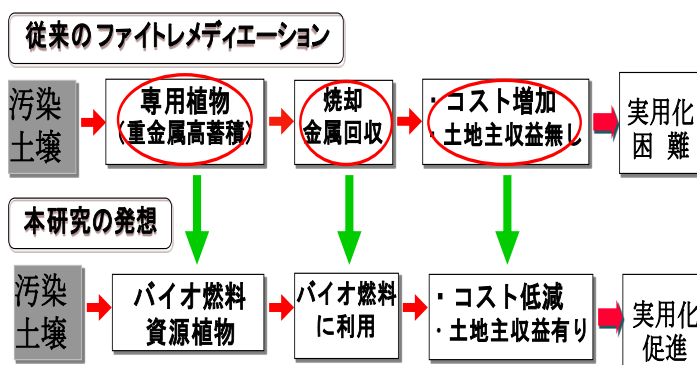 従来のファイトレメディエーション
汚染
土壌
専用植物
(重金属高蓄積)
焼却
金属回収
・コスト増加
・土地主収益無し
実用化
困 難
本研究の発想
汚染
土壌
バイオ燃料
資源植物
バイオ燃料
に利用
・コスト低減
・土地主収益有り
実用化
促進